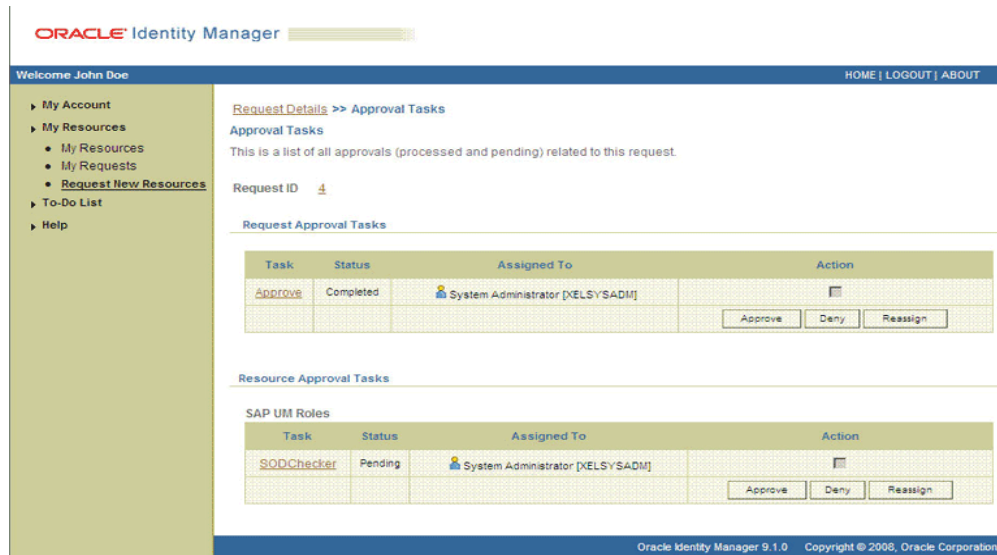 ORACLE Identity Manager
Welcome John Doe
HOME | LOGOUT | ABOUT
My Account
My Resources
My Resources
My Requests
Request New Resources
To-Do List
Help
Request Details >> Approval Tasks
Approval Tasks
This is a list of all approvals (processed and pending) related to this request.
Request ID 4
Request Approval Tasks
Task Status Assigned To Action
Approve Completed System Administrator [XELSYSADM]
Approve Deny Reassign
Resource Approval Tasks
SAP UM Roles
Task Status Assigned To Action
SODChecker Pending System Administrator [XELSYSADM]
Approve Deny Reassign
Oracle Identity Manager 9.1.0 Copyright © 2008, Oracle Corporation